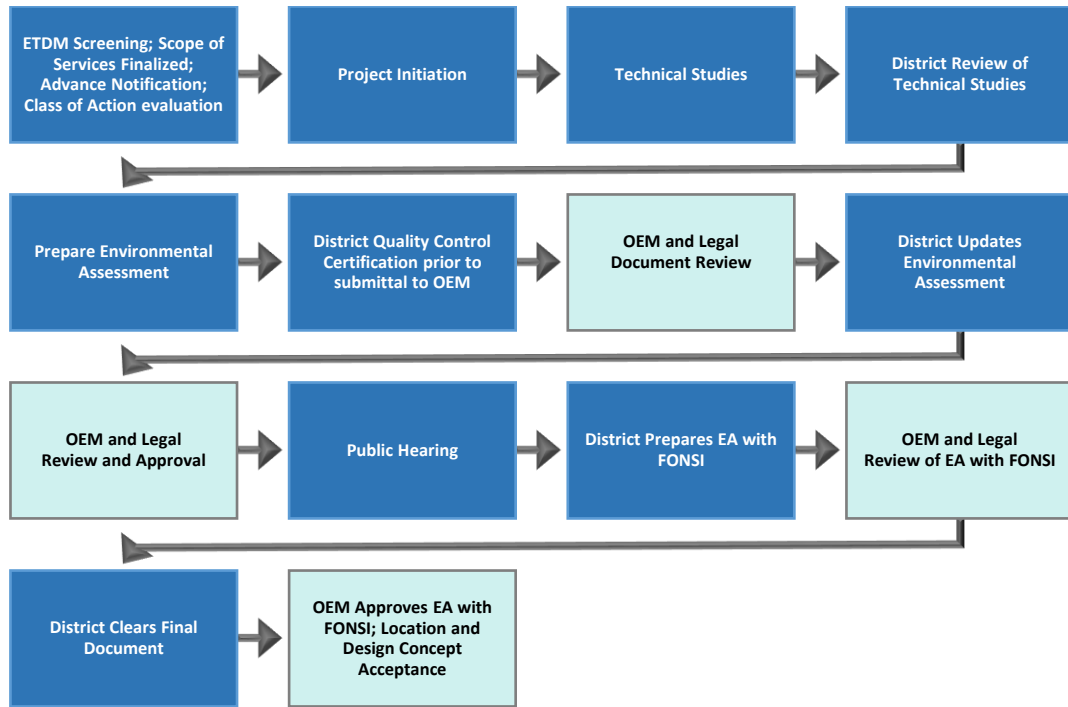 ETDM Screening; Scope of
Services Finalized;
Advance Notification;
Class of Action evaluation
Project Initiation
Technical Studies
District Review of
Technical Studies
Prepare Environmental
Assessment
District Quality Control
Certification prior to
submittal to OEM
OEM and Legal
Document Review
District Updates
Environmental
Assessment
OEM and Legal
Review and Approval
Public Hearing
District Prepares EA with
FONSI
OEM and Legal
Review of EA with FONSI
District Clears Final
Document
OEM Approves EA with
FONSI; Location and
Design Concept
Acceptance